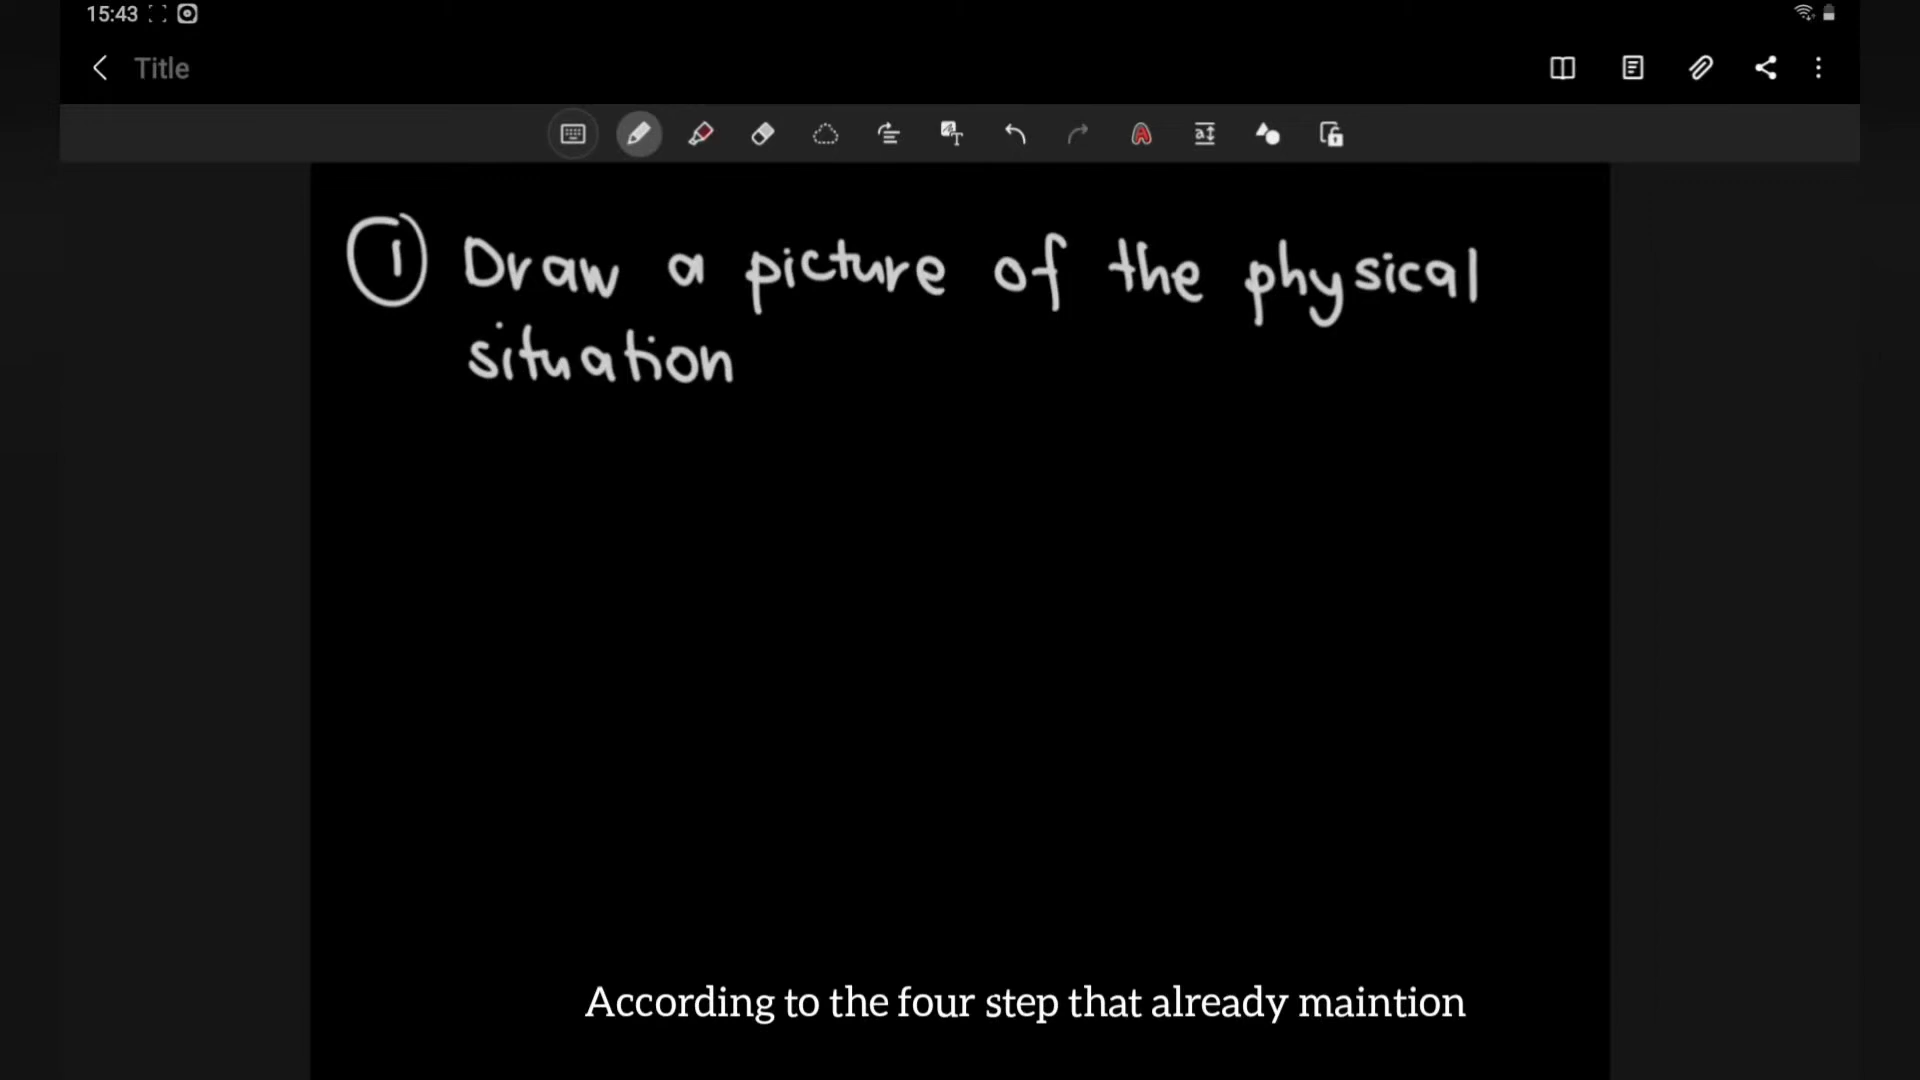 15:43
Title
① Draw a picture of the physical
situation
According to the four step that already maintion